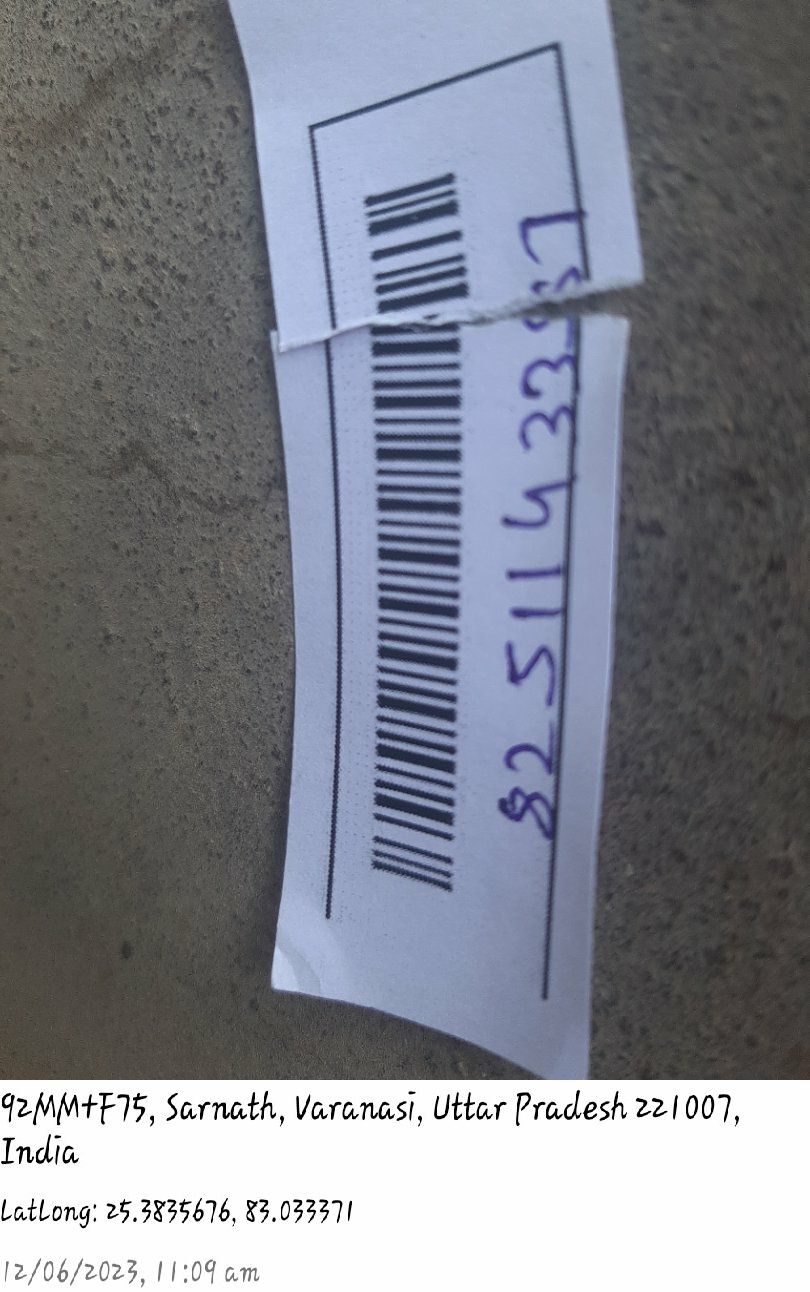 92MM+F75, Sarnath, Varanasi, Uttar Pradesh 221007,
India
LatLong: 25.3835676, 83.033371
12/06/2023, 11:09 am